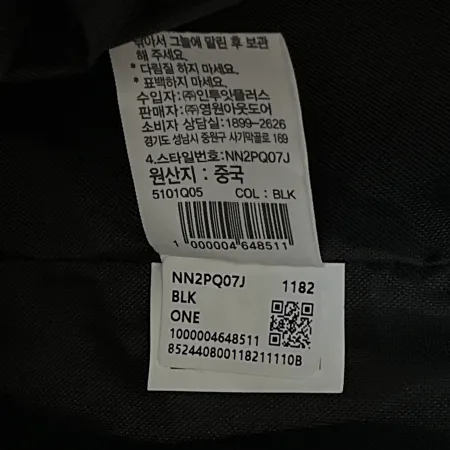 닦아서 그늘에 말린 후 보관
해 주세요.
* 다림질 하지 마세요.
* 표백하지 마세요.
수입자:㈜인투잇플러스
판매자:㈜영원아웃도어
소비자 상담실:1899-2626
경기도 성남시 중원구 사기막골로 169
4.스타일번호:NN2PQ07J
원산지 : 중국
5101Q05 COL : BLK
1000004648511
NN2PQ07J 1182
BLK
ONE
1000004648511
852440800118211110B